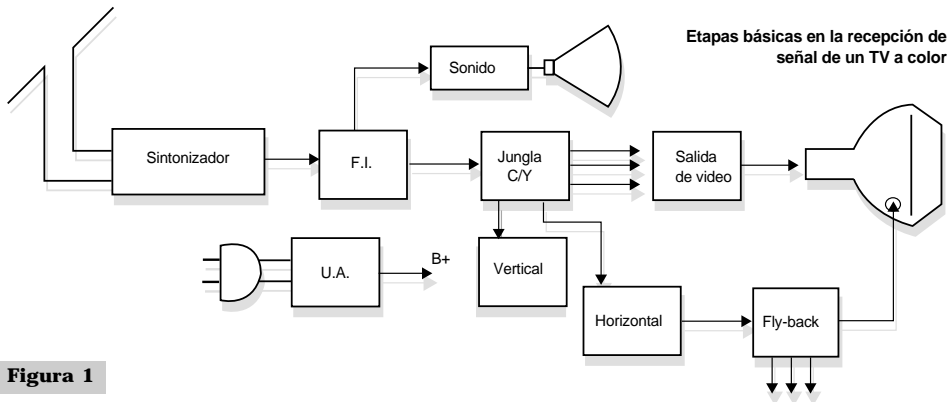 Etapas básicas en la recepción de
señal de un TV a color
Sonido
Sintonizador
F.I.
Jungla
C/Y
Salida
de video
U.A.
B+
Vertical
Horizontal
Fly-back
Figura 1